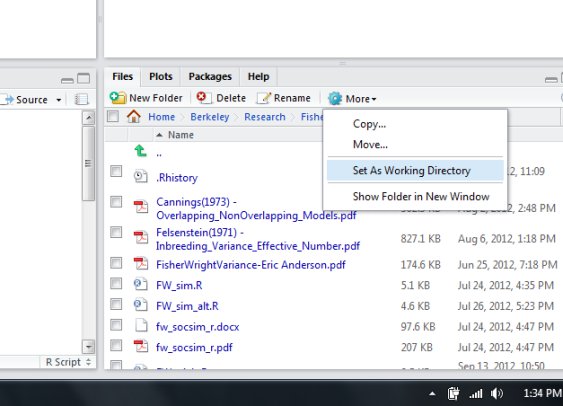 Files Plots Packages Help
Source
New Folder Delete Rename More
Home Berkeley Research Fishe
Copy...
Move...
Set As Working Directory
Show Folder in New Window
Name
..
.Rhistory 12, 11:09
Cannings(1973) -
Overlapping_NonOverlapping_Models.pdf 2012, 2:48 PM
Felsenstein(1971) -
Inbreeding_Variance_Effective_Number.pdf 827.1 KB Aug 6, 2012, 1:18 PM
FisherWrightVariance-Eric Anderson.pdf 174.6 KB Jun 25, 2012, 7:18 PM
FW_sim.R 5.1 KB Jul 24, 2012, 4:35 PM
FW_sim_alt.R 4.6 KB Jul 26, 2012, 5:23 PM
fw_socsim_r.docx 97.6 KB Jul 24, 2012, 4:47 PM
fw_socsim_r.pdf 207 KB Jul 24, 2012, 4:47 PM
Sep 13, 2012, 10:50
R Script
1:34 PM